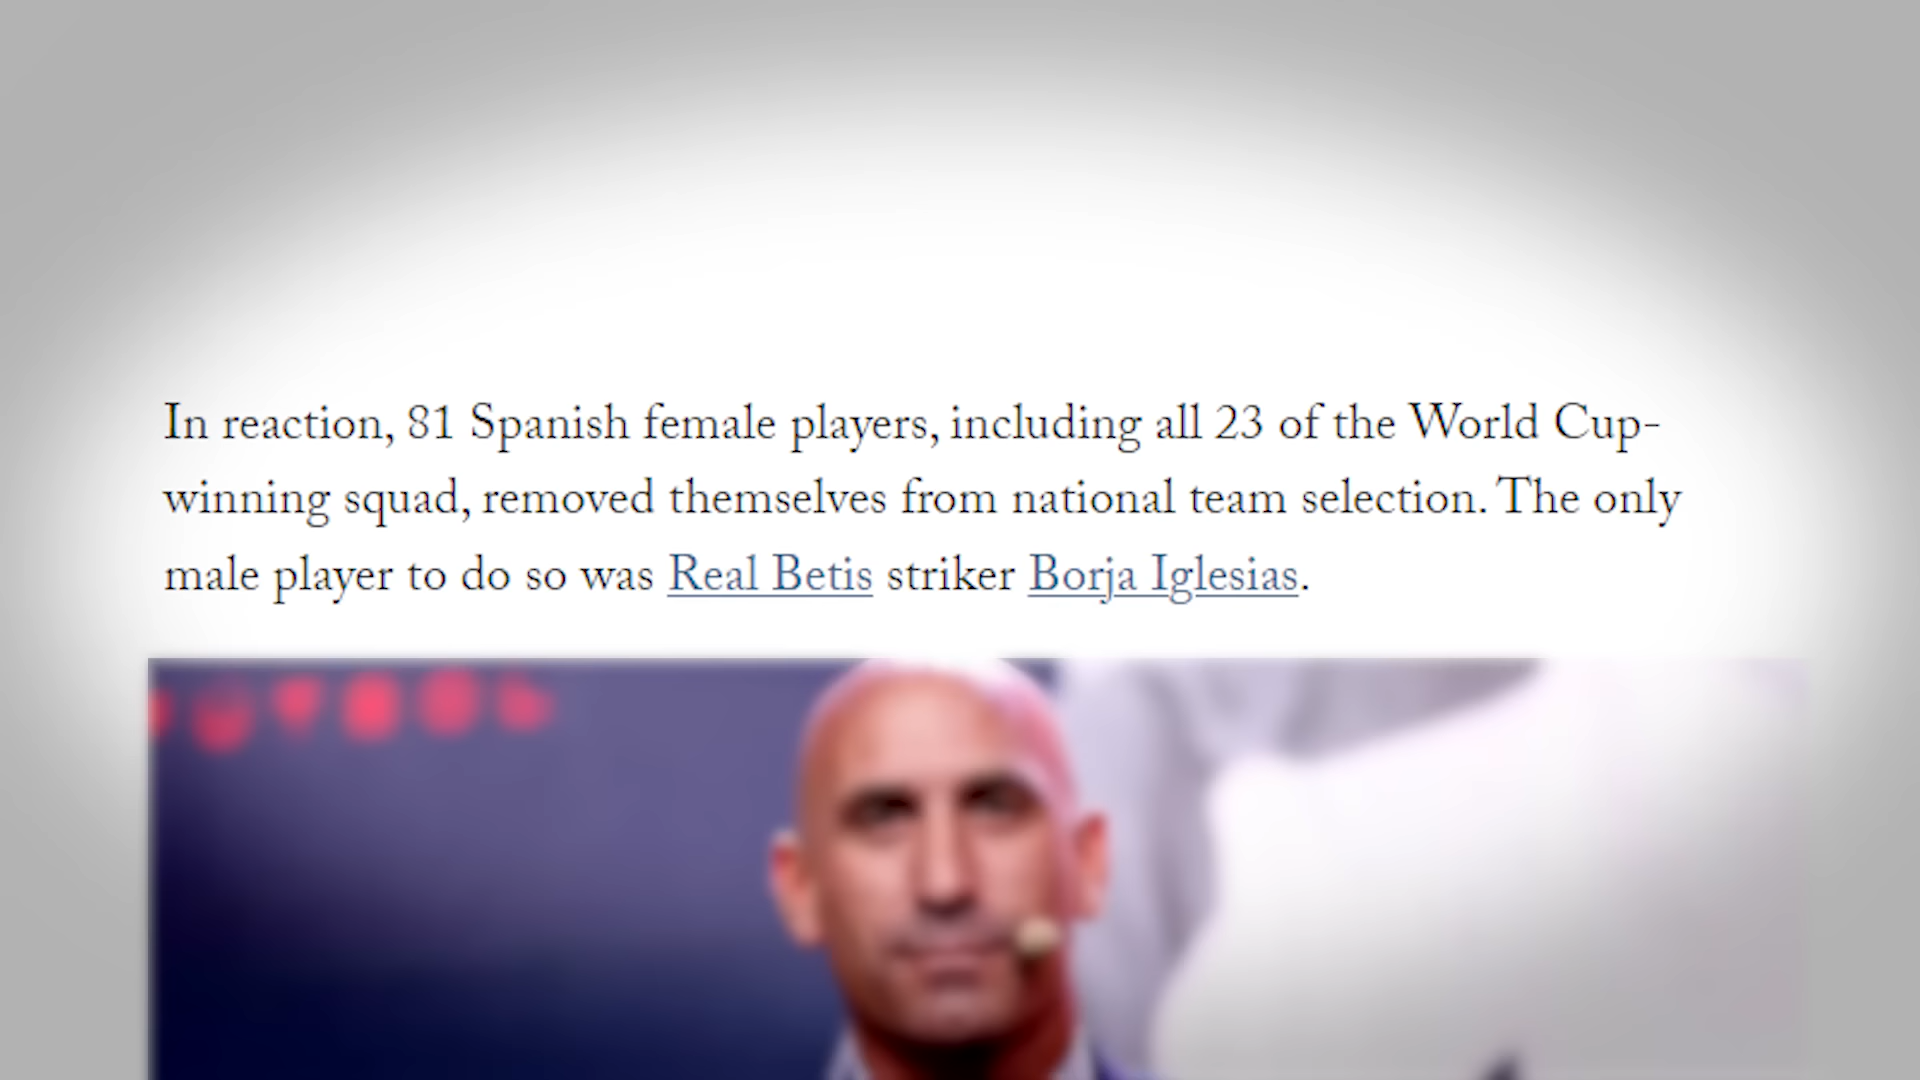 In reaction, 81 Spanish female players, including all 23 of the World Cup-
winning squad, removed themselves from national team selection. The only
male player to do so was Real Betis striker Borja Iglesias.